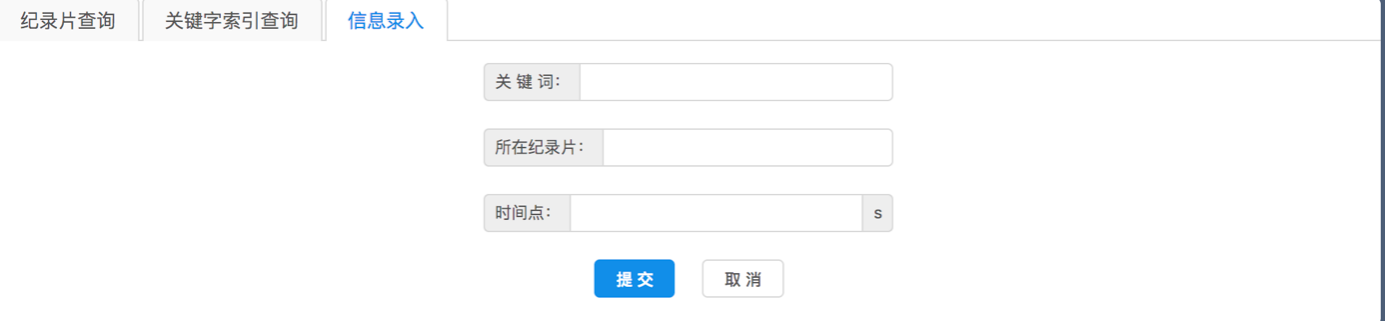 纪录片查询 关键字索引查询 信息录入
关 键 词:
所在纪录片:
时间点: s
提 交 取 消